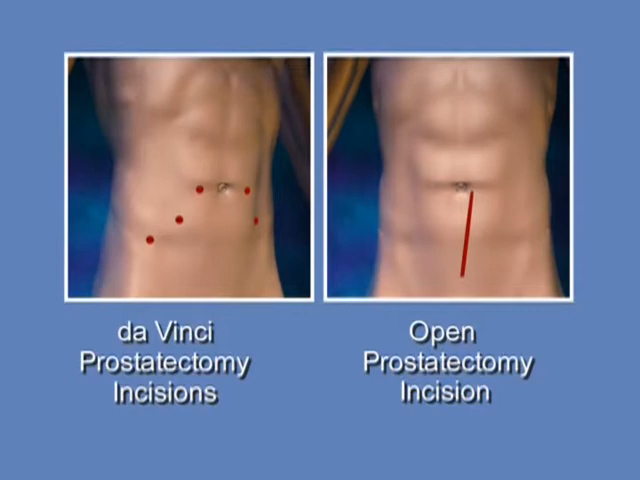 da Vinci
Prostatectomy
Incisions
Open
Prostatectomy
Incision